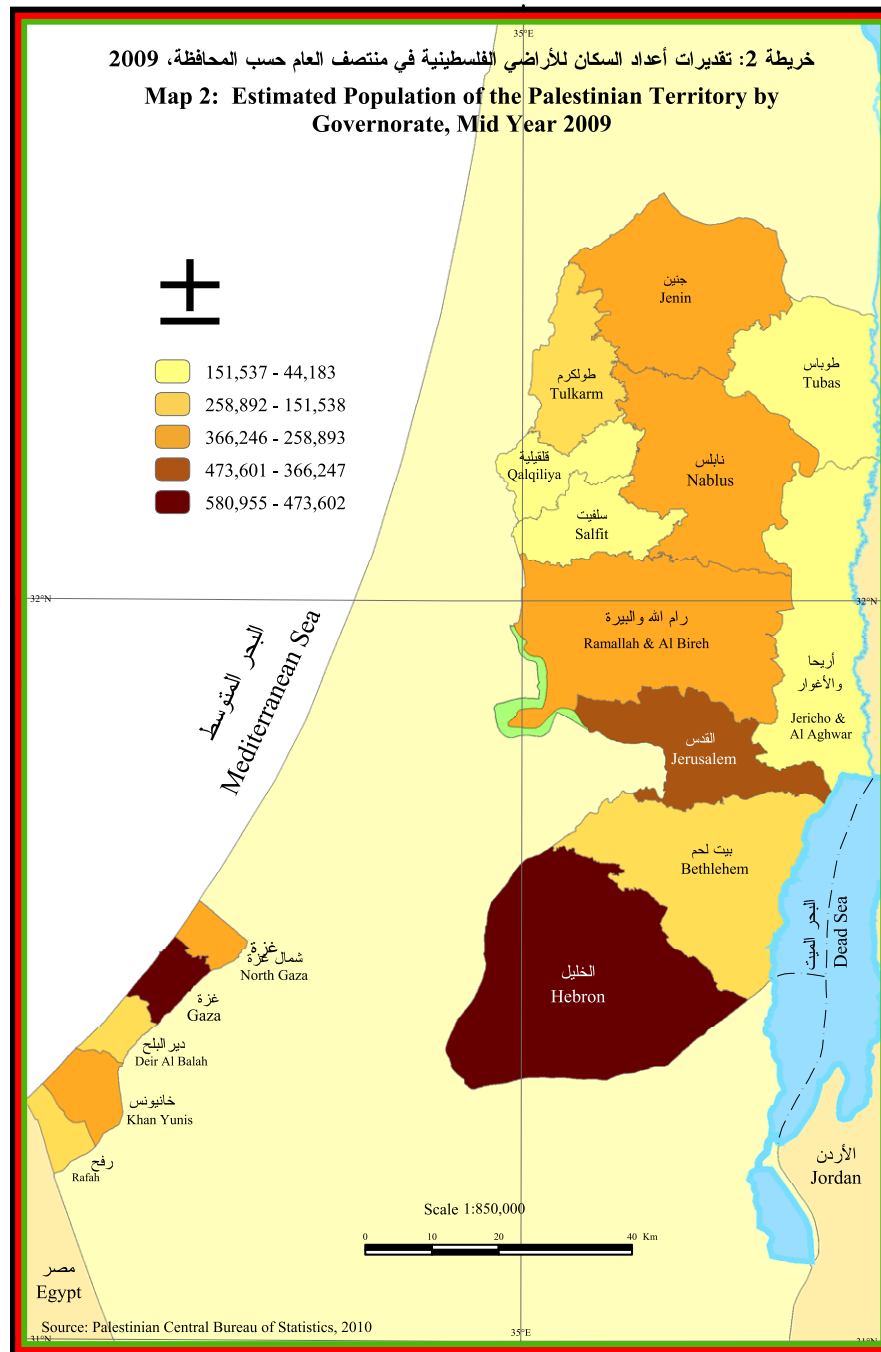 35°E
خريطة 2: تقديرات أعداد السكان للأراضي الفلسطينية في منتصف العام حسب المحافظة، 2009
Map 2: Estimated Population of the Palestinian Territory by
Governorate, Mid Year 2009
151,537 - 44,183
258,892 - 151,538
366,246 - 258,893
473,601 - 366,247
580,955 - 473,602
جنين
Jenin
طوباس
Tubas
طولكرم
Tulkarm
قلقيلية
Qalqiliya
نابلس
Nablus
سلفيت
Salfit
32°N
32°N
رام الله والبيرة
Ramallah & Al Bireh
أريحا
والأغوار
Jericho &
Al Aghwar
البحر المتوسط
Mediterranean Sea
القدس
Jerusalem
بيت لحم
Bethlehem
البحر الميت
Dead Sea
الخليل
Hebron
غزة
شمال غزة
North Gaza
غزة
Gaza
دير البلح
Deir Al Balah
خانيونس
Khan Yunis
رفح
Rafah
الأردن
Jordan
Scale 1:850,000
0 10 20 40 Km
مصر
Egypt
Source: Palestinian Central Bureau of Statistics, 2010
31°N
35°E
31°N